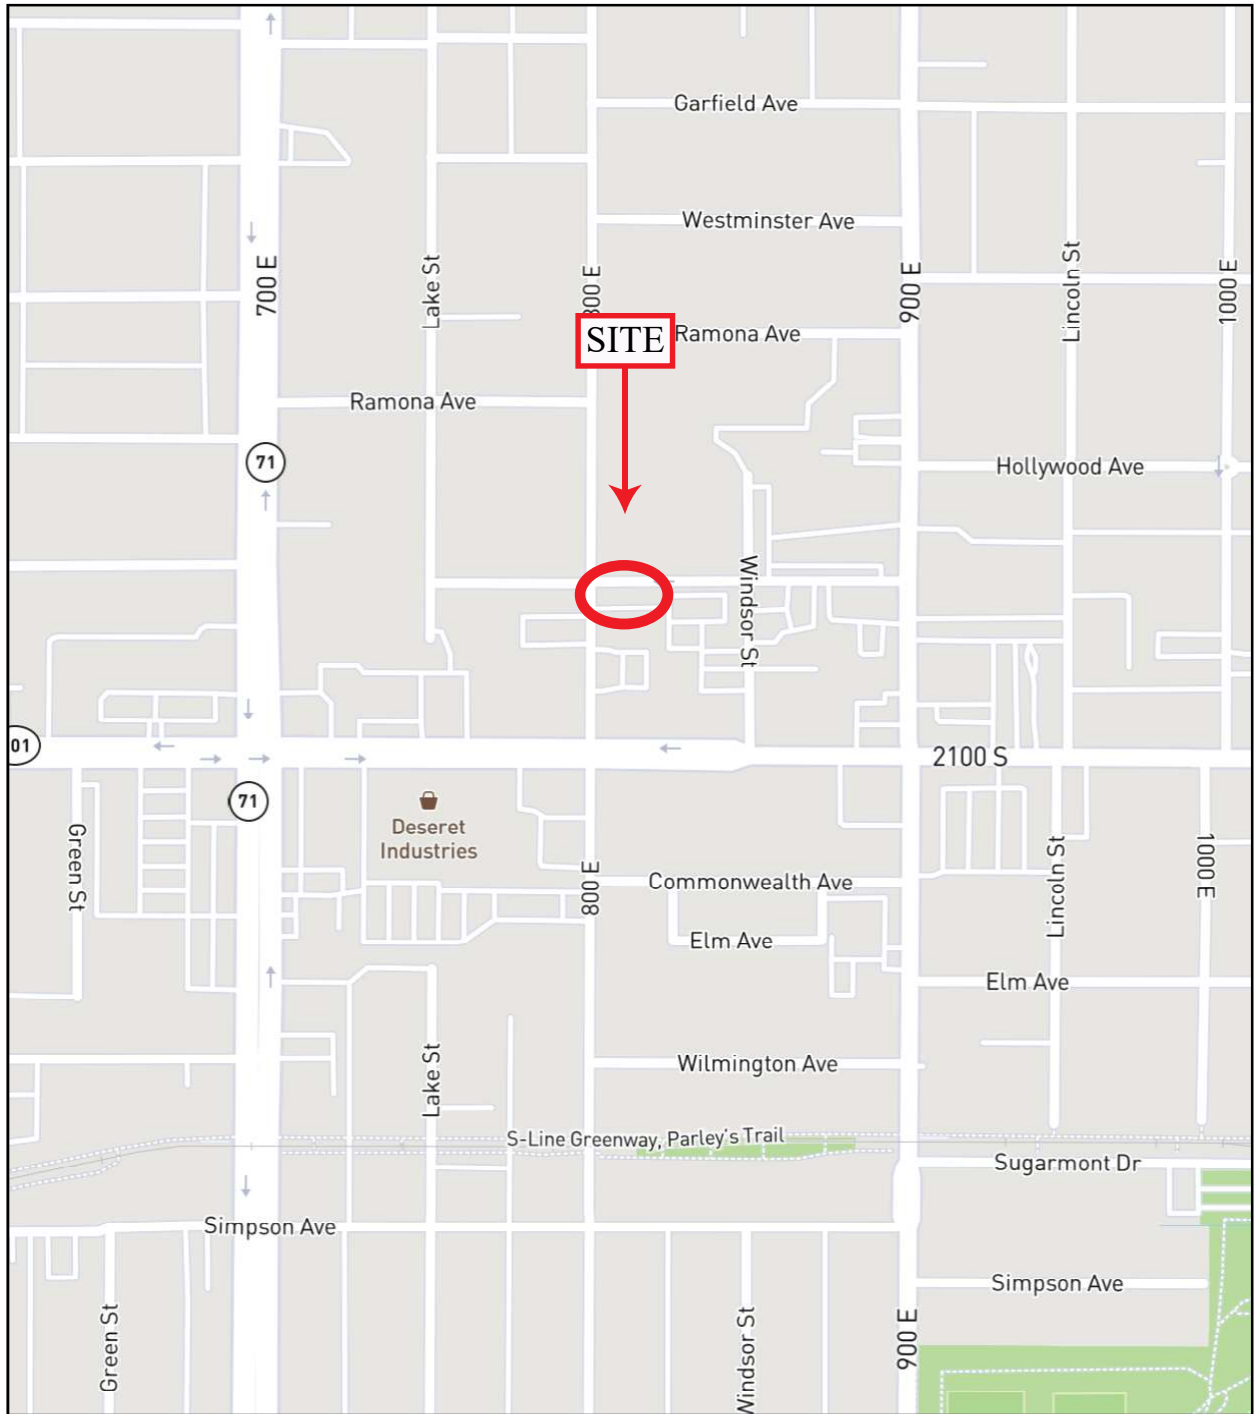 Garfield Ave
Westminster Ave
700 E
Lake St
800 E
900 E
Lincoln St
1000 E
SITE
Ramona Ave
Ramona Ave
71
Hollywood Ave
Windsor St
01
2100 S
71
Deseret
Industries
Green St
800 E
Commonwealth Ave
Lincoln St
1000 E
Elm Ave
Elm Ave
Lake St
Wilmington Ave
S-Line Greenway, Parley's Trail
Sugarmont Dr
Simpson Ave
Simpson Ave
Green St
Windsor St
900 E